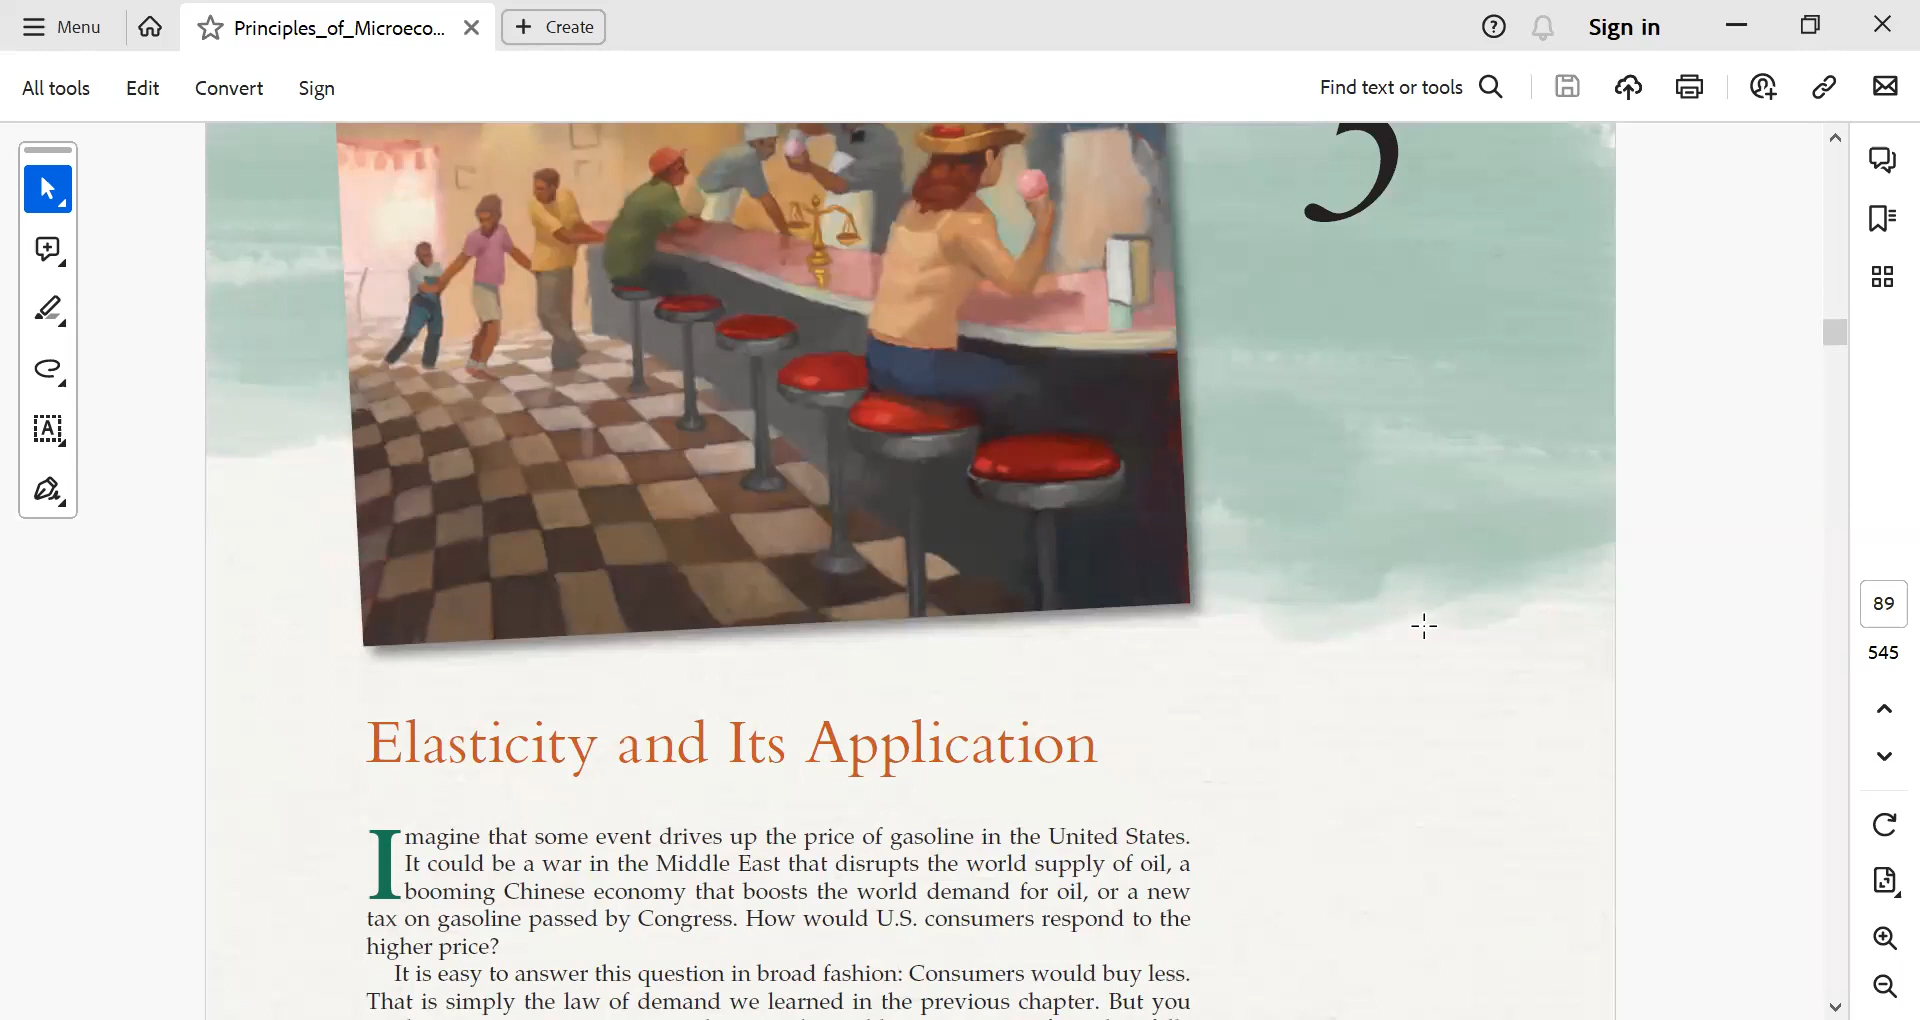 Menu
Principles_of_Microeco...
Create
Sign in
All tools
Edit
Convert
Sign
Find text or tools
5
89
545
Elasticity and Its Application
Imagine that some event drives up the price of gasoline in the United States.
It could be a war in the Middle East that disrupts the world supply of oil, a
booming Chinese economy that boosts the world demand for oil, or a new
tax on gasoline passed by Congress. How would U.S. consumers respond to the
higher price?
It is easy to answer this question in broad fashion: Consumers would buy less.
That is simply the law of demand we learned in the previous chapter. But you